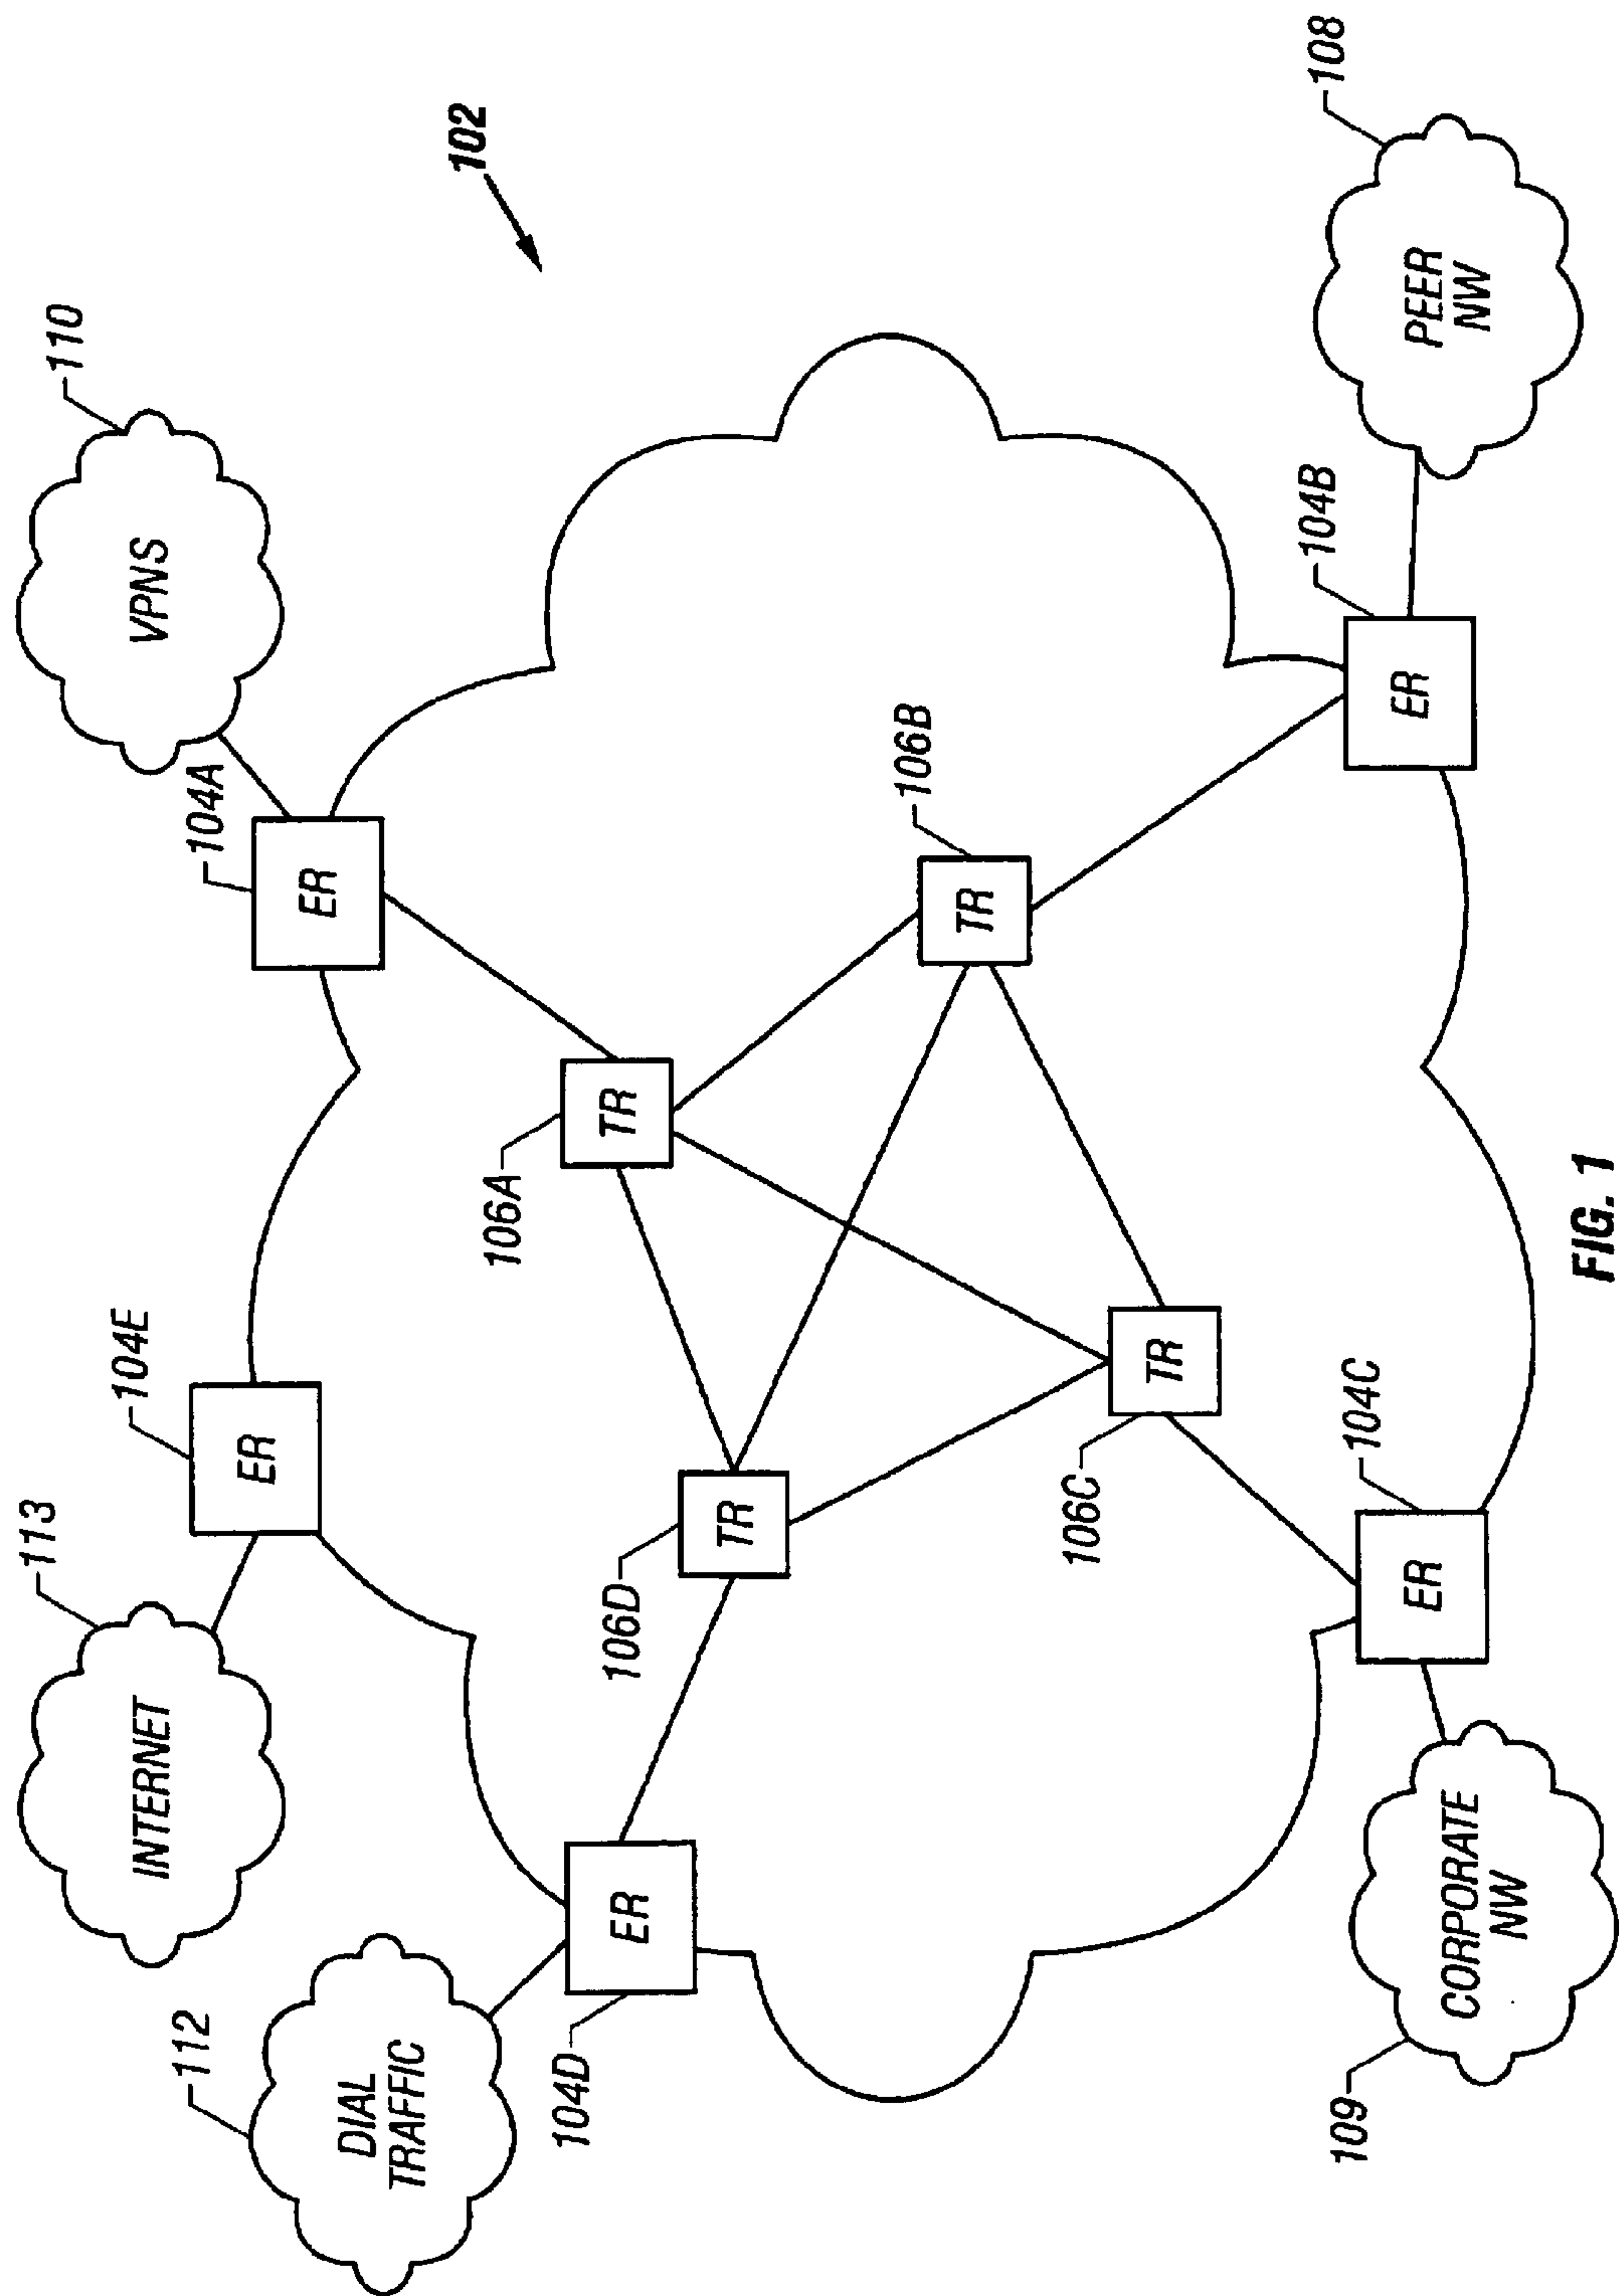 102
112
DIAL
TRAFFIC
113
INTERNET
104E
ER
110
VPNS
104A
ER
104D
ER
106D
TR
106A
TR
106B
TR
106C
TR
109
CORPORATE
NW
104C
ER
104B
ER
108
PEER
NW
FIG. 1